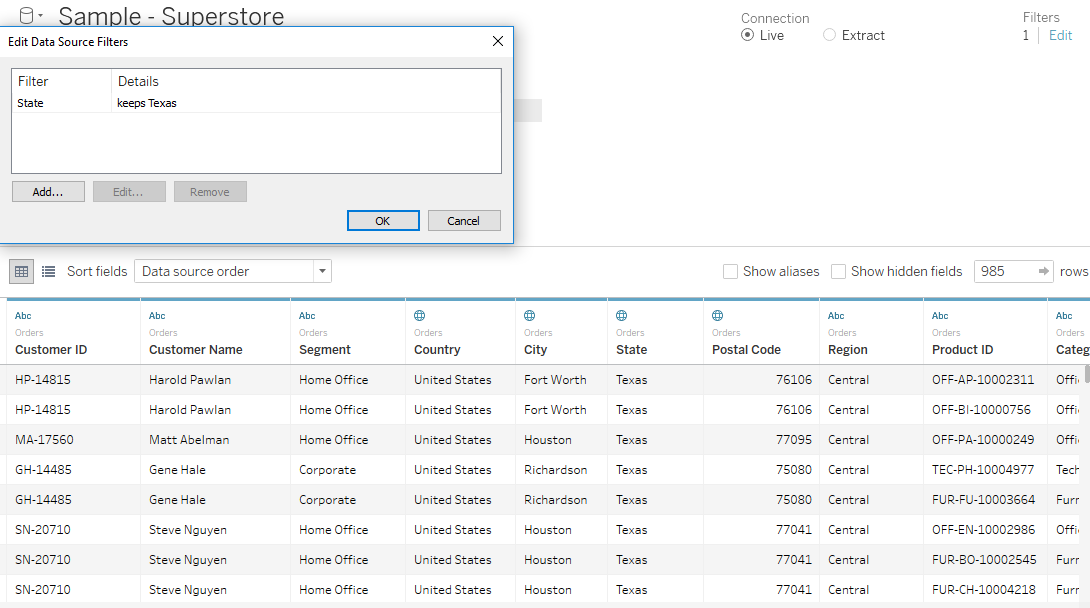 Sample - Superstore
Connection
Filters
Live
Extract
1
Edit
Edit Data Source Filters
Filter Details
State keeps Texas
Add...
Edit...
Remove
OK
Cancel
Sort fields
Data source order
Show aliases
Show hidden fields
985
rows
Abc Abc Abc Abc Abc Abc
Orders Orders Orders Orders Orders Orders Orders Orders Orders Orders
Customer ID Customer Name Segment Country City State Postal Code Region Product ID Categ
HP-14815 Harold Pawlan Home Office United States Fort Worth Texas 76106 Central OFF-AP-10002311 Offi
HP-14815 Harold Pawlan Home Office United States Fort Worth Texas 76106 Central OFF-BI-10000756 Offi
MA-17560 Matt Abelman Home Office United States Houston Texas 77095 Central OFF-PA-10000249 Offi
GH-14485 Gene Hale Corporate United States Richardson Texas 75080 Central TEC-PH-10004977 Tech
GH-14485 Gene Hale Corporate United States Richardson Texas 75080 Central FUR-FU-10003664 Furr
SN-20710 Steve Nguyen Home Office United States Houston Texas 77041 Central OFF-EN-10002986 Offi
SN-20710 Steve Nguyen Home Office United States Houston Texas 77041 Central FUR-BO-10002545 Furr
SN-20710 Steve Nguyen Home Office United States Houston Texas 77041 Central FUR-CH-10004218 Furr